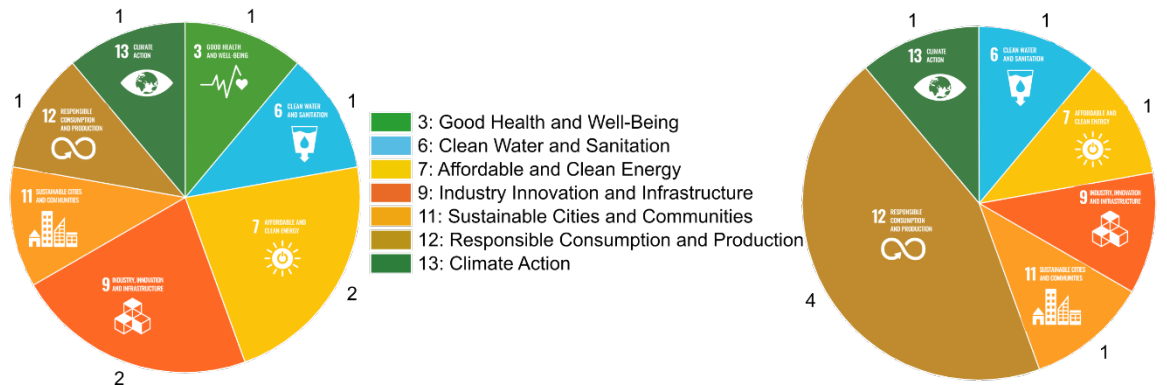 1
1
13 CLIMATE
ACTION
3 GOOD HEALTH
AND WELL-BEING
1
12 RESPONSIBLE
CONSUMPTION
AND PRODUCTION
6 CLEAN WATER
AND SANITATION
1
1
11 SUSTAINABLE CITIES
AND COMMUNITIES
7 AFFORDABLE AND
CLEAN ENERGY
2
9 INDUSTRY, INNOVATION
AND INFRASTRUCTURE
2
3: Good Health and Well-Being
6: Clean Water and Sanitation
7: Affordable and Clean Energy
9: Industry Innovation and Infrastructure
11: Sustainable Cities and Communities
12: Responsible Consumption and Production
13: Climate Action
1
1
13 CLIMATE
ACTION
6 CLEAN WATER
AND SANITATION
7 AFFORDABLE AND
CLEAN ENERGY
1
9 INDUSTRY, INNOVATION
AND INFRASTRUCTURE
1
12 RESPONSIBLE
CONSUMPTION
AND PRODUCTION
4
11 SUSTAINABLE CITIES
AND COMMUNITIES
1